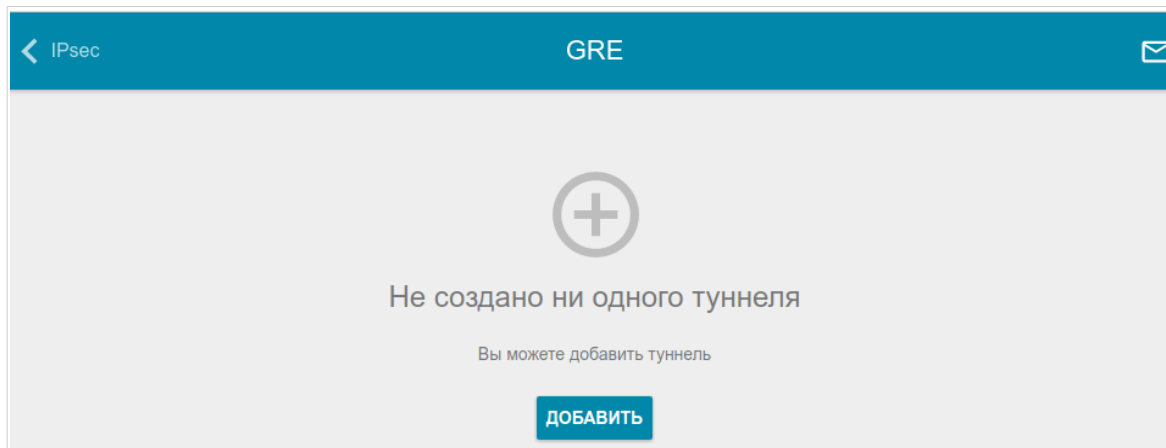 IPsec
GRE
Не создано ни одного туннеля
Вы можете добавить туннель
ДОБАВИТЬ